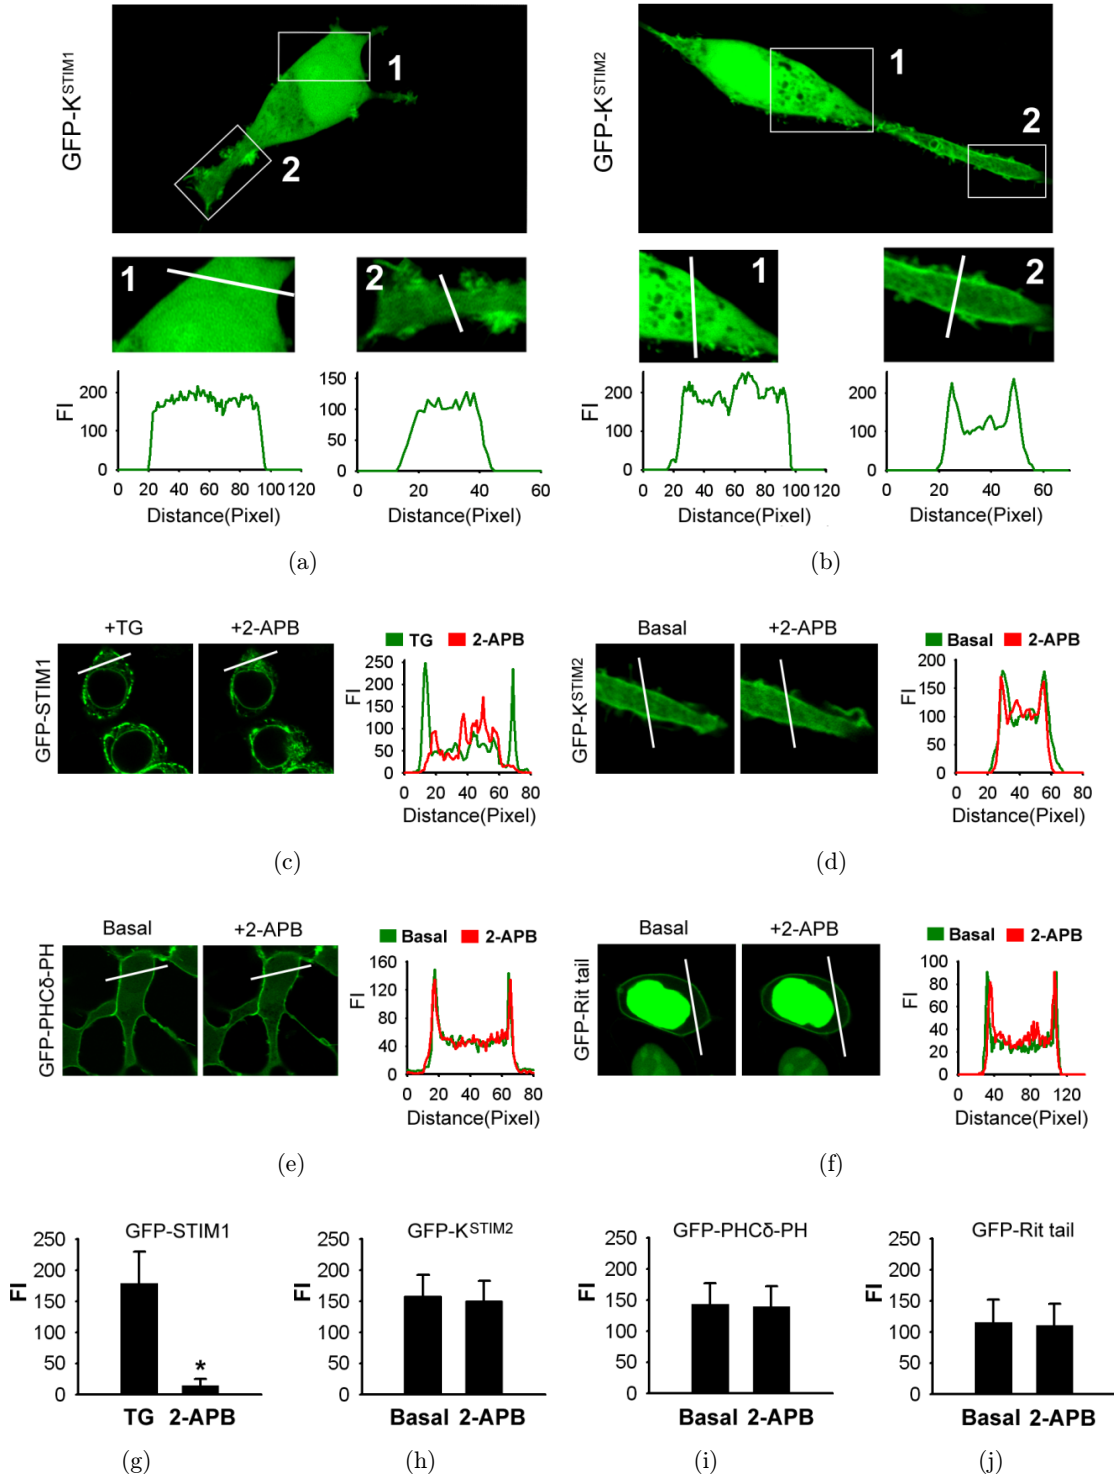 GFP-K^STIM1
1
2
GFP-K^STIM2
1
2
1
2
1
2
FI
200
100
0
0 20 40 60 80 100 120
Distance(Pixel)
150
100
50
0
0 20 40 60
Distance(Pixel)
FI
200
100
0
0 20 40 60 80 100 120
Distance(Pixel)
200
100
0
0 20 40 60
Distance(Pixel)
(a)
(b)
GFP-STIM1
+TG
+2-APB
TG 2-APB
FI
250
200
150
100
50
0
0 20 40 60 80
Distance(Pixel)
GFP-K^STIM2
Basal
+2-APB
Basal 2-APB
FI
200
150
100
50
0
0 20 40 60 80
Distance(Pixel)
(c)
(d)
GFP-PHCδ-PH
Basal
+2-APB
Basal 2-APB
FI
160
120
80
40
0
0 20 40 60 80
Distance(Pixel)
GFP-Rit tail
Basal
+2-APB
Basal 2-APB
FI
100
80
60
40
20
0
0 40 80 120
Distance(Pixel)
(e)
(f)
GFP-STIM1
FI
250
200
150
100
50
0
*
TG 2-APB
GFP-K^STIM2
FI
250
200
150
100
50
0
Basal 2-APB
GFP-PHCδ-PH
FI
250
200
150
100
50
0
Basal 2-APB
GFP-Rit tail
FI
250
200
150
100
50
0
Basal 2-APB
(g)
(h)
(i)
(j)